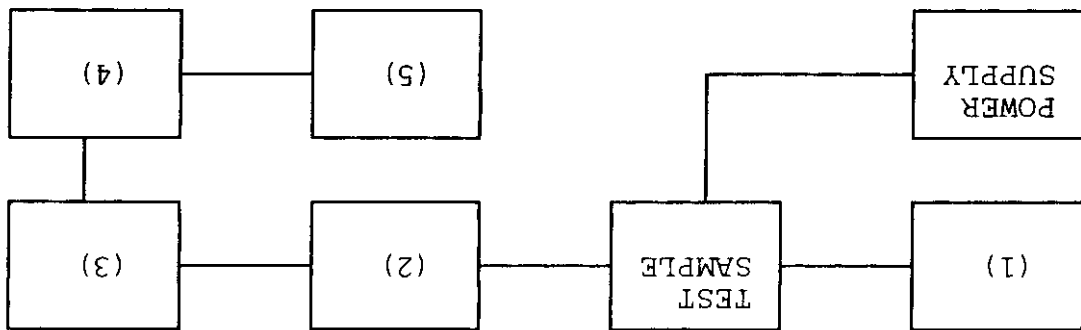 (1)
TEST
SAMPLE
(2)
(3)
POWER
SUPPLY
(5)
(4)